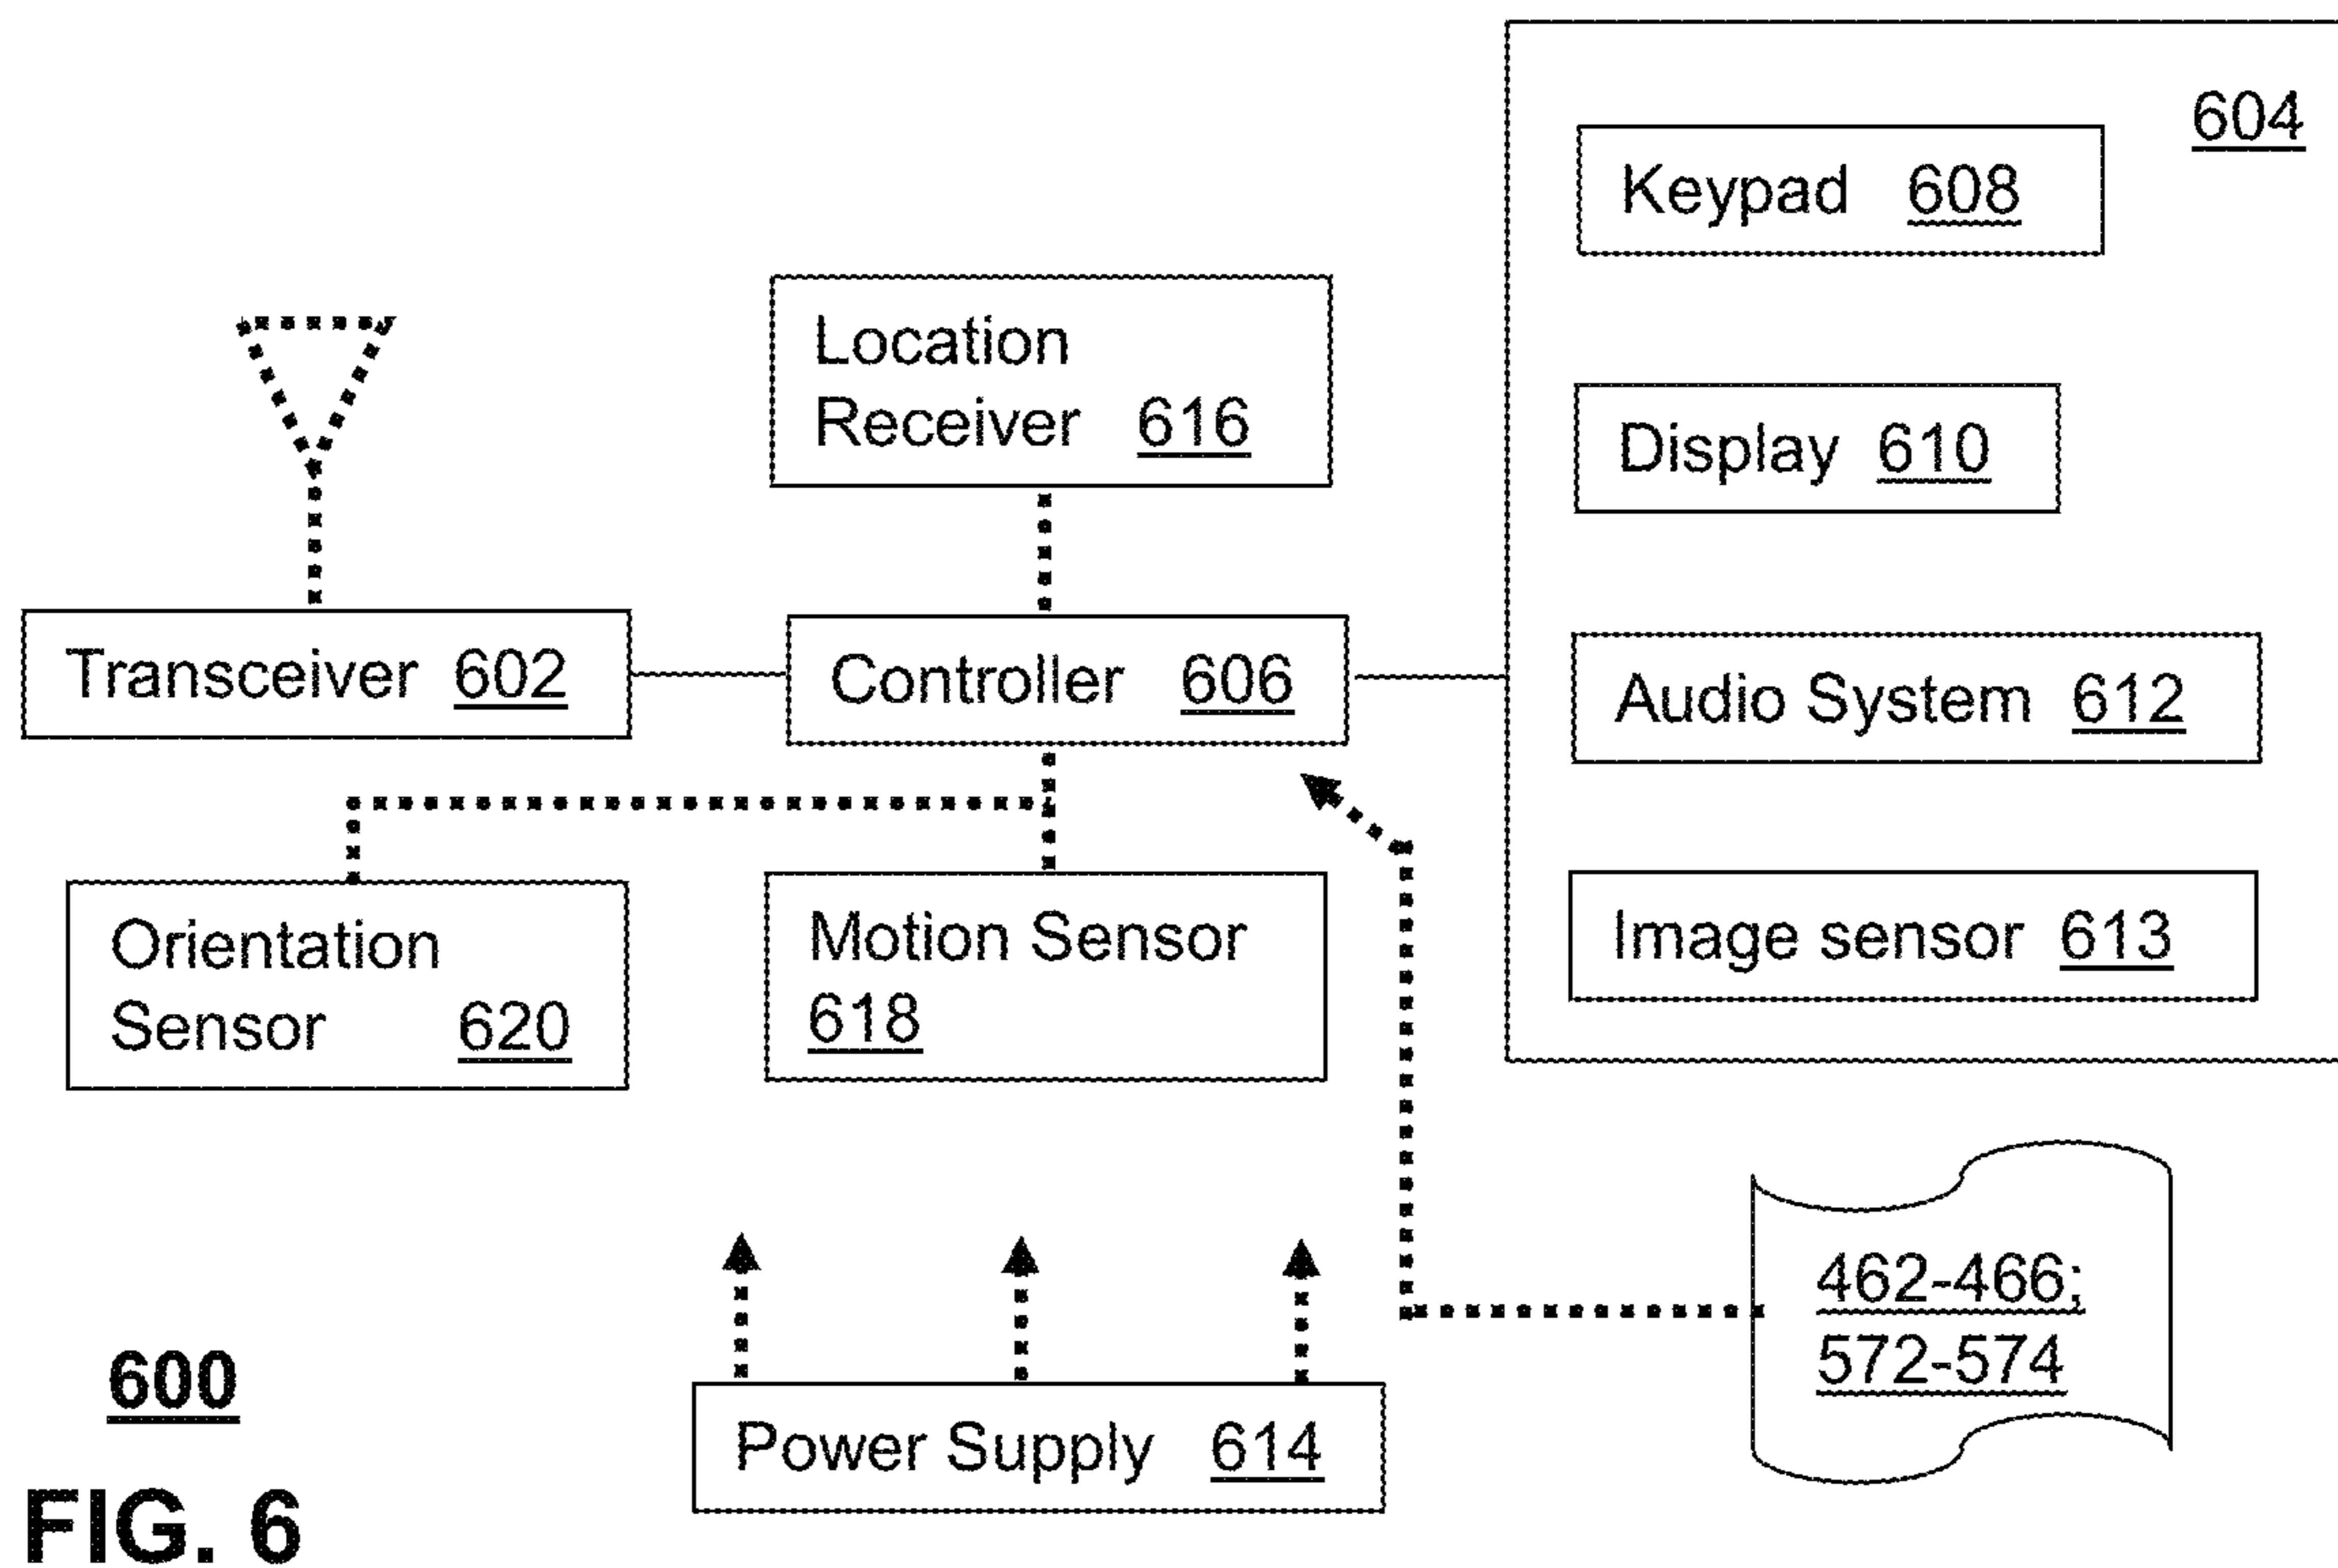 604
Keypad 608
Location
Receiver 616
Display 610
Transceiver 602
Controller 606
Audio System 612
Orientation
Sensor 620
Motion Sensor
618
Image sensor 613
462-466;
572-574
600
Power Supply 614
FIG. 6